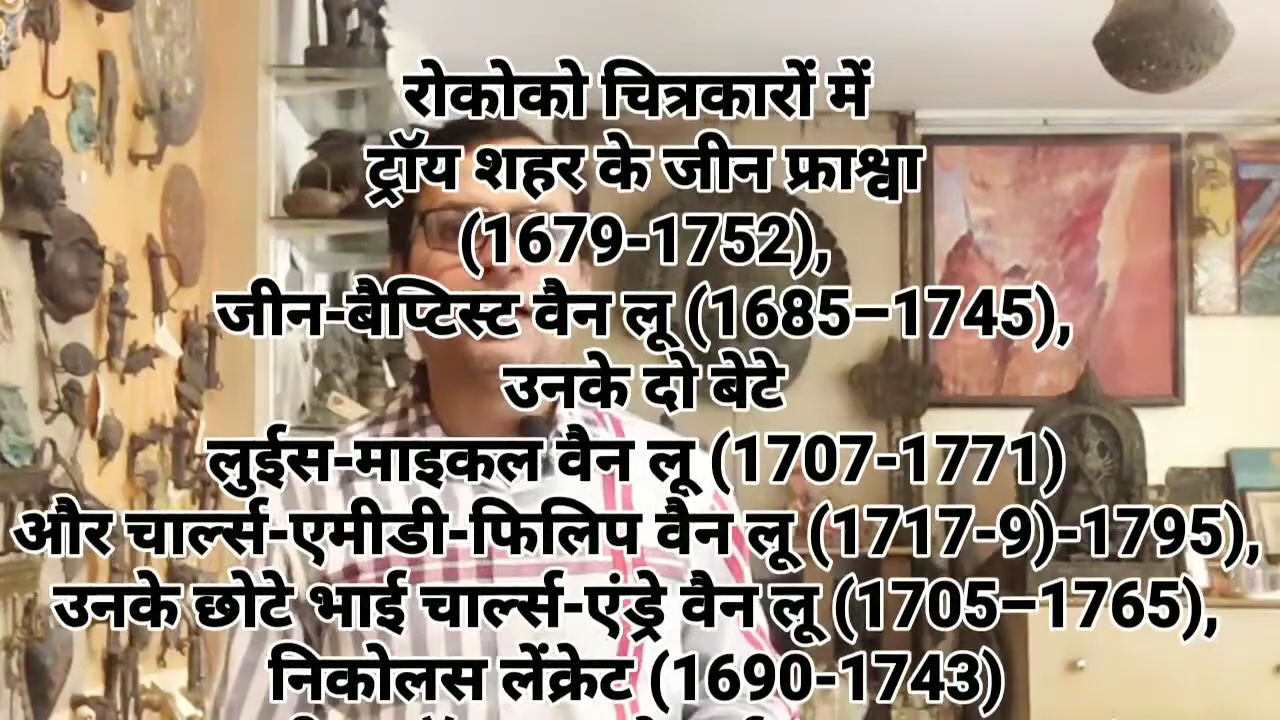 रोकोको चित्रकारों में
ट्रॉय शहर के जीन फ्राश्वा
(1679-1752),
जीन-बैप्टिस्ट वैन लू (1685–1745),
उनके दो बेटे
लुईस-माइकल वैन लू (1707-1771)
और चार्ल्स-एमीडी-फिलिप वैन लू (1717-9)-1795),
उनके छोटे भाई चार्ल्स-एंड्रे वैन लू (1705–1765),
निकोलस लेंक्रेट (1690-1743)